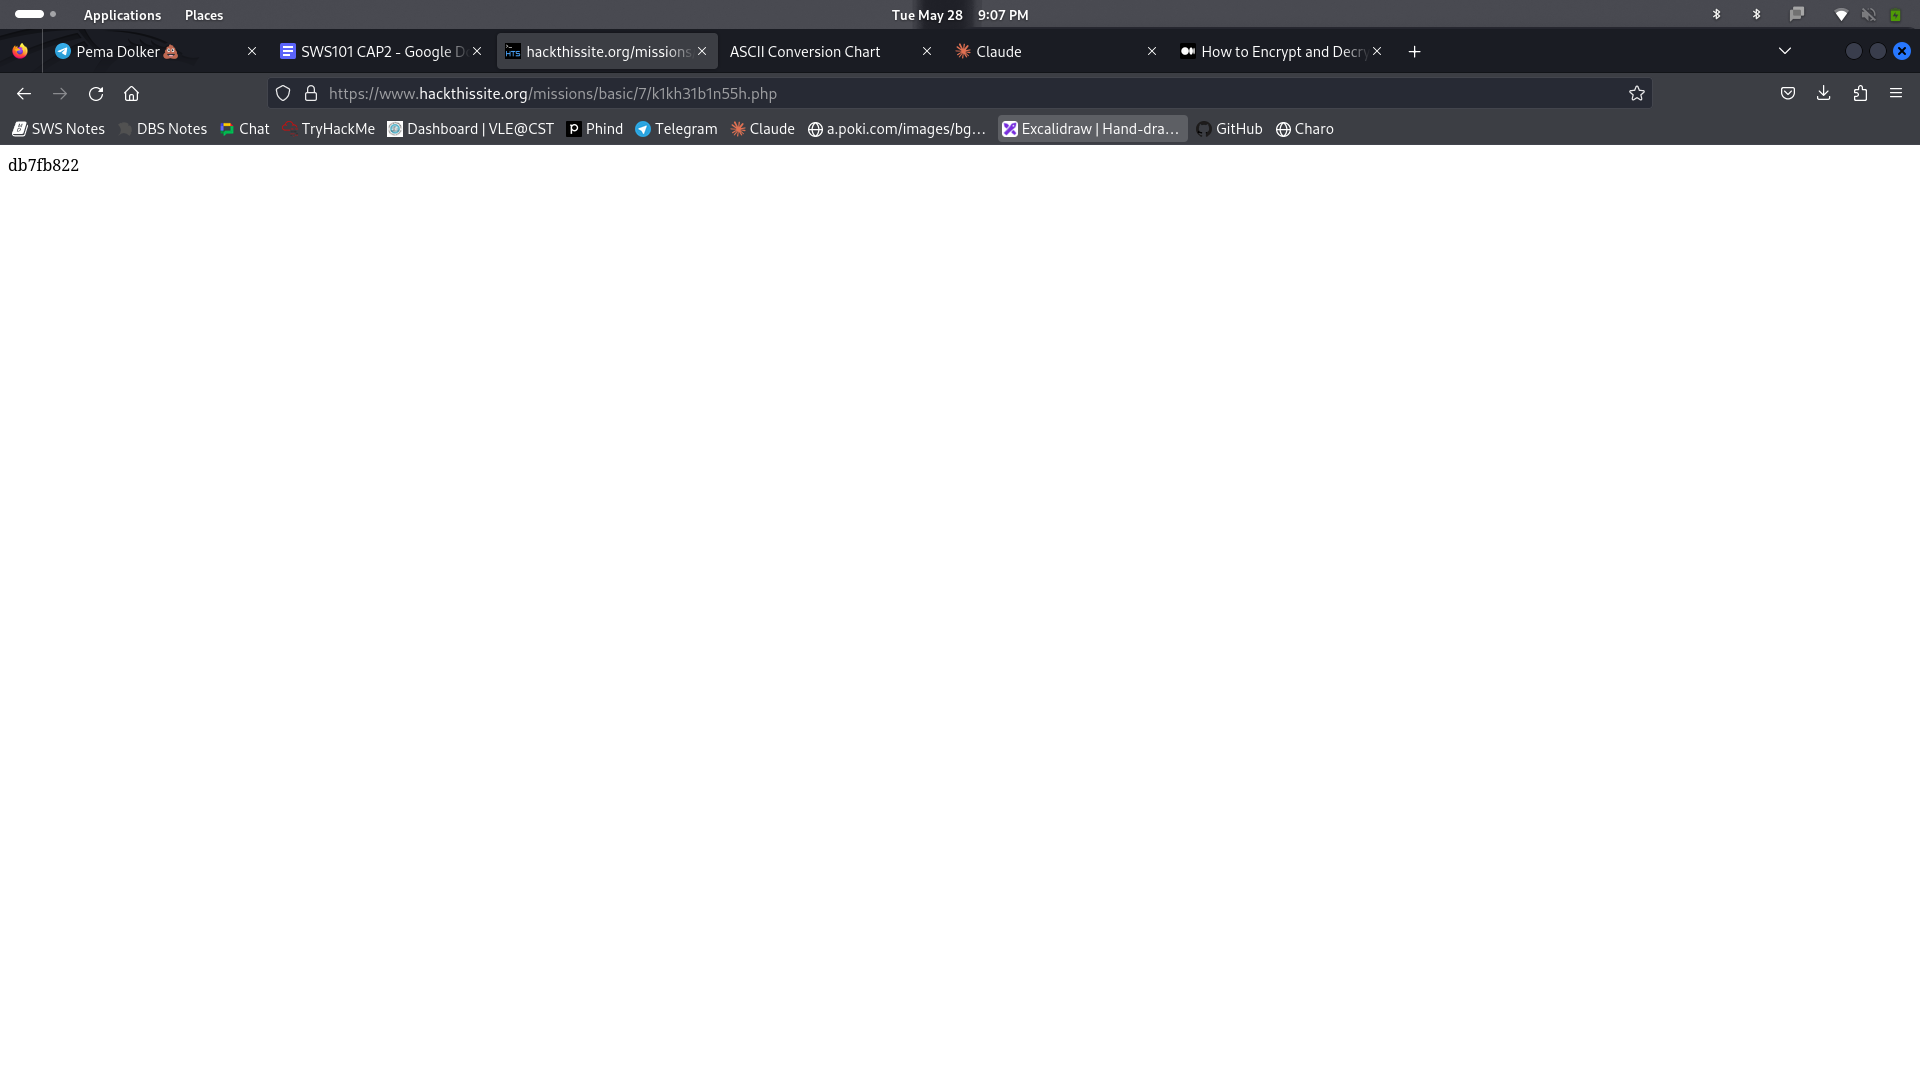 Applications Places Tue May 28 9:07 PM
Pema Dolker 💩 SWS101 CAP2 - Google D hackthissite.org/missions ASCII Conversion Chart Claude How to Encrypt and Decry
https://www.hackthissite.org/missions/basic/7/k1kh31b1n55h.php
SWS Notes DBS Notes Chat TryHackMe Dashboard | VLE@CST Phind Telegram Claude a.poki.com/images/bg... Excalidraw | Hand-dra... GitHub Charo
db7fb822